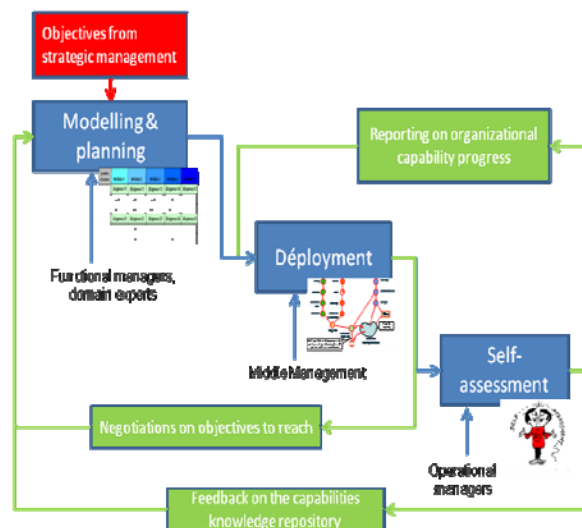 Objectives from
strategic management
Modelling &
planning
Reporting on organizational
capability progress
Functional managers,
domain experts
Déployment
Middle Management
Self-
assessment
Negotiations on objectives to reach
Operational
managers
Feedback on the capabilities
knowledge repository